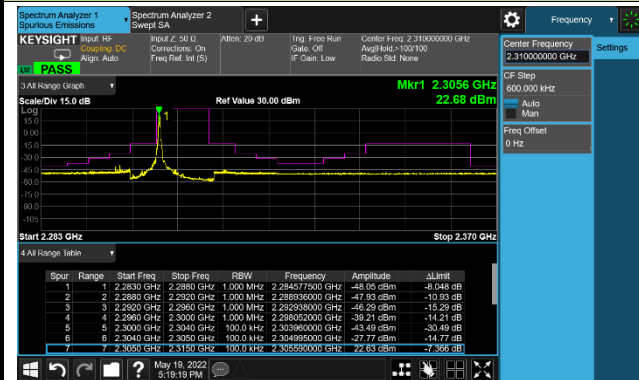 Spectrum Analyzer 1
Spurious Emissions
Spectrum Analyzer 2
Swept SA
+
Frequency
KEYSIGHT
Input: RF
Coupling: DC
Align: Auto
Input Z: 50 Ω
Corrections: On
Freq Ref: Int (S)
Atten: 20 dB
Trig: Free Run
Gate: Off
IF Gain: Low
Center Freq: 2.310000000 GHz
Avg|Hold:>100/100
Radio Std: None
PASS
Center Frequency
2.310000000 GHz
Settings
CF Step
600.000 kHz
Auto
Man
Freq Offset
0 Hz
3 All Range Graph
Mkr1 2.3056 GHz
Scale/Div 15.0 dB
Ref Value 30.00 dBm
22.68 dBm
Log
15.0
0.00
-15.0
-30.0
-45.0
-60.0
-75.0
-90.0
-105
1
Start 2.283 GHz
Stop 2.370 GHz
4 All Range Table
Spur Range Start Freq Stop Freq RBW Frequency Amplitude ΔLimit
1 1 2.2830 GHz 2.2880 GHz 1.000 MHz 2.284577500 GHz -48.05 dBm -8.048 dB
2 2 2.2880 GHz 2.2920 GHz 1.000 MHz 2.288936000 GHz -47.93 dBm -10.93 dB
3 3 2.2920 GHz 2.2960 GHz 1.000 MHz 2.292938000 GHz -46.29 dBm -15.29 dB
4 4 2.2960 GHz 2.3000 GHz 1.000 MHz 2.298052000 GHz -39.21 dBm -14.21 dB
5 5 2.3000 GHz 2.3040 GHz 100.0 kHz 2.303960000 GHz -43.49 dBm -30.49 dB
6 6 2.3040 GHz 2.3050 GHz 100.0 kHz 2.304995000 GHz -27.77 dBm -14.77 dB
7 7 2.3050 GHz 2.3150 GHz 100.0 kHz 2.305590000 GHz 22.63 dBm -7.366 dB
May 19, 2022
5:19:19 PM